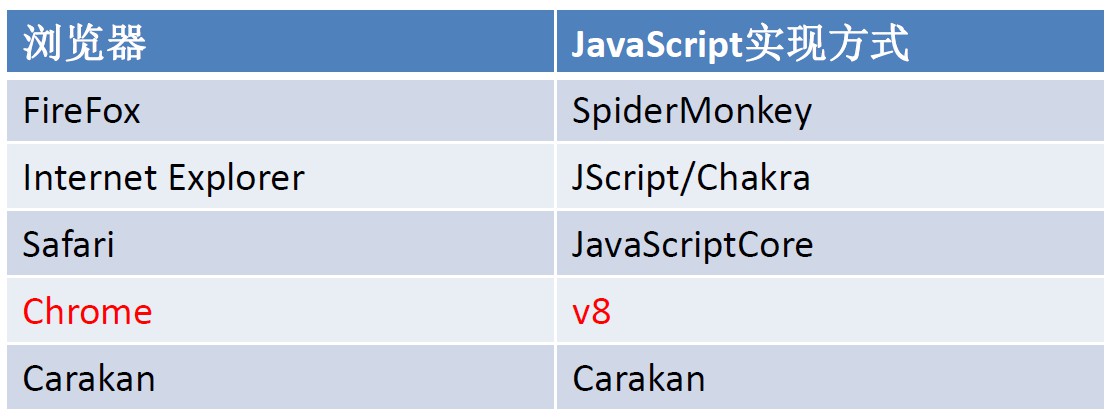 浏览器 JavaScript实现方式
FireFox SpiderMonkey
Internet Explorer JScript/Chakra
Safari JavaScriptCore
Chrome v8
Carakan Carakan